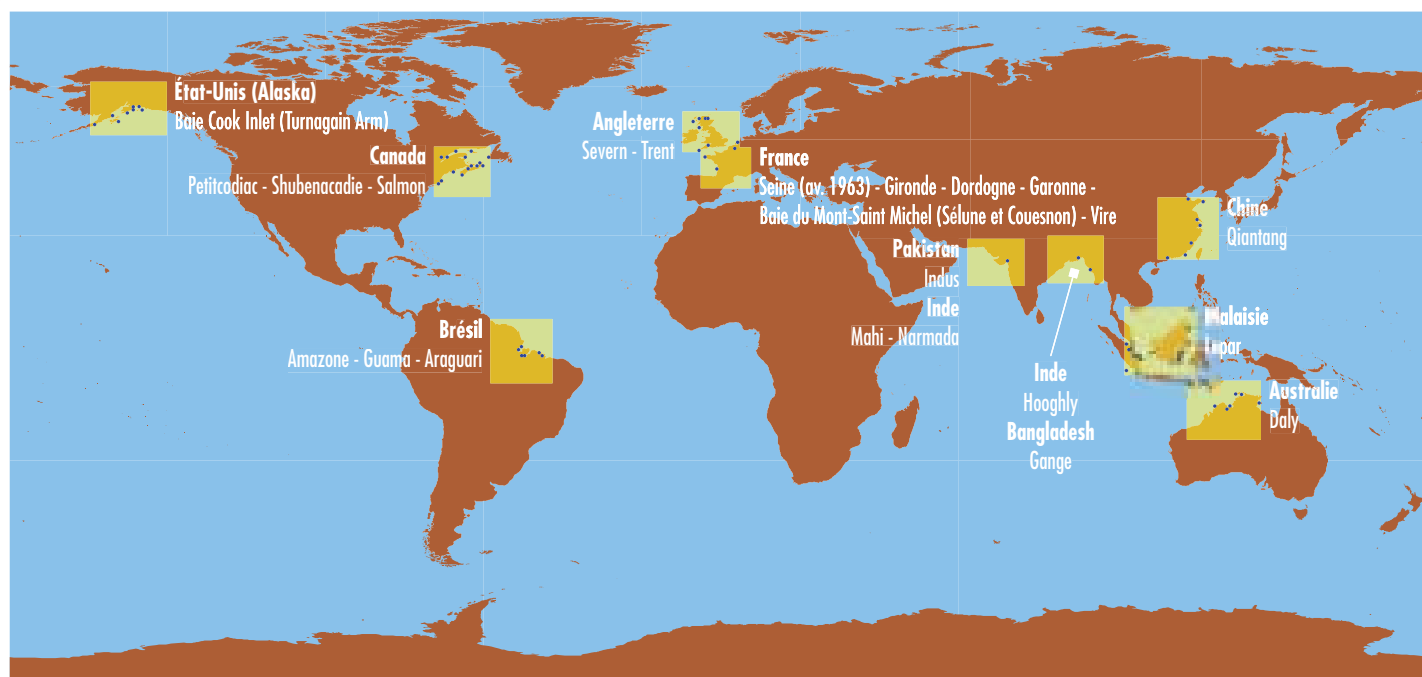 État-Unis (Alaska)
Baie Cook Inlet (Turnagain Arm)
Canada
Petitcodiac - Shubenacadie - Salmon
Angleterre
Severn - Trent
France
Seine (av. 1963) - Gironde - Dordogne - Garonne -
Baie du Mont-Saint Michel (Sélune et Couesnon) - Vire
Chine
Qiantang
Pakistan
Indus
Inde
Mahi - Narmada
Inde
Hooghly
Bangladesh
Gange
Brésil
Amazone - Guama - Araguari
Malaisie
Australie
Daly